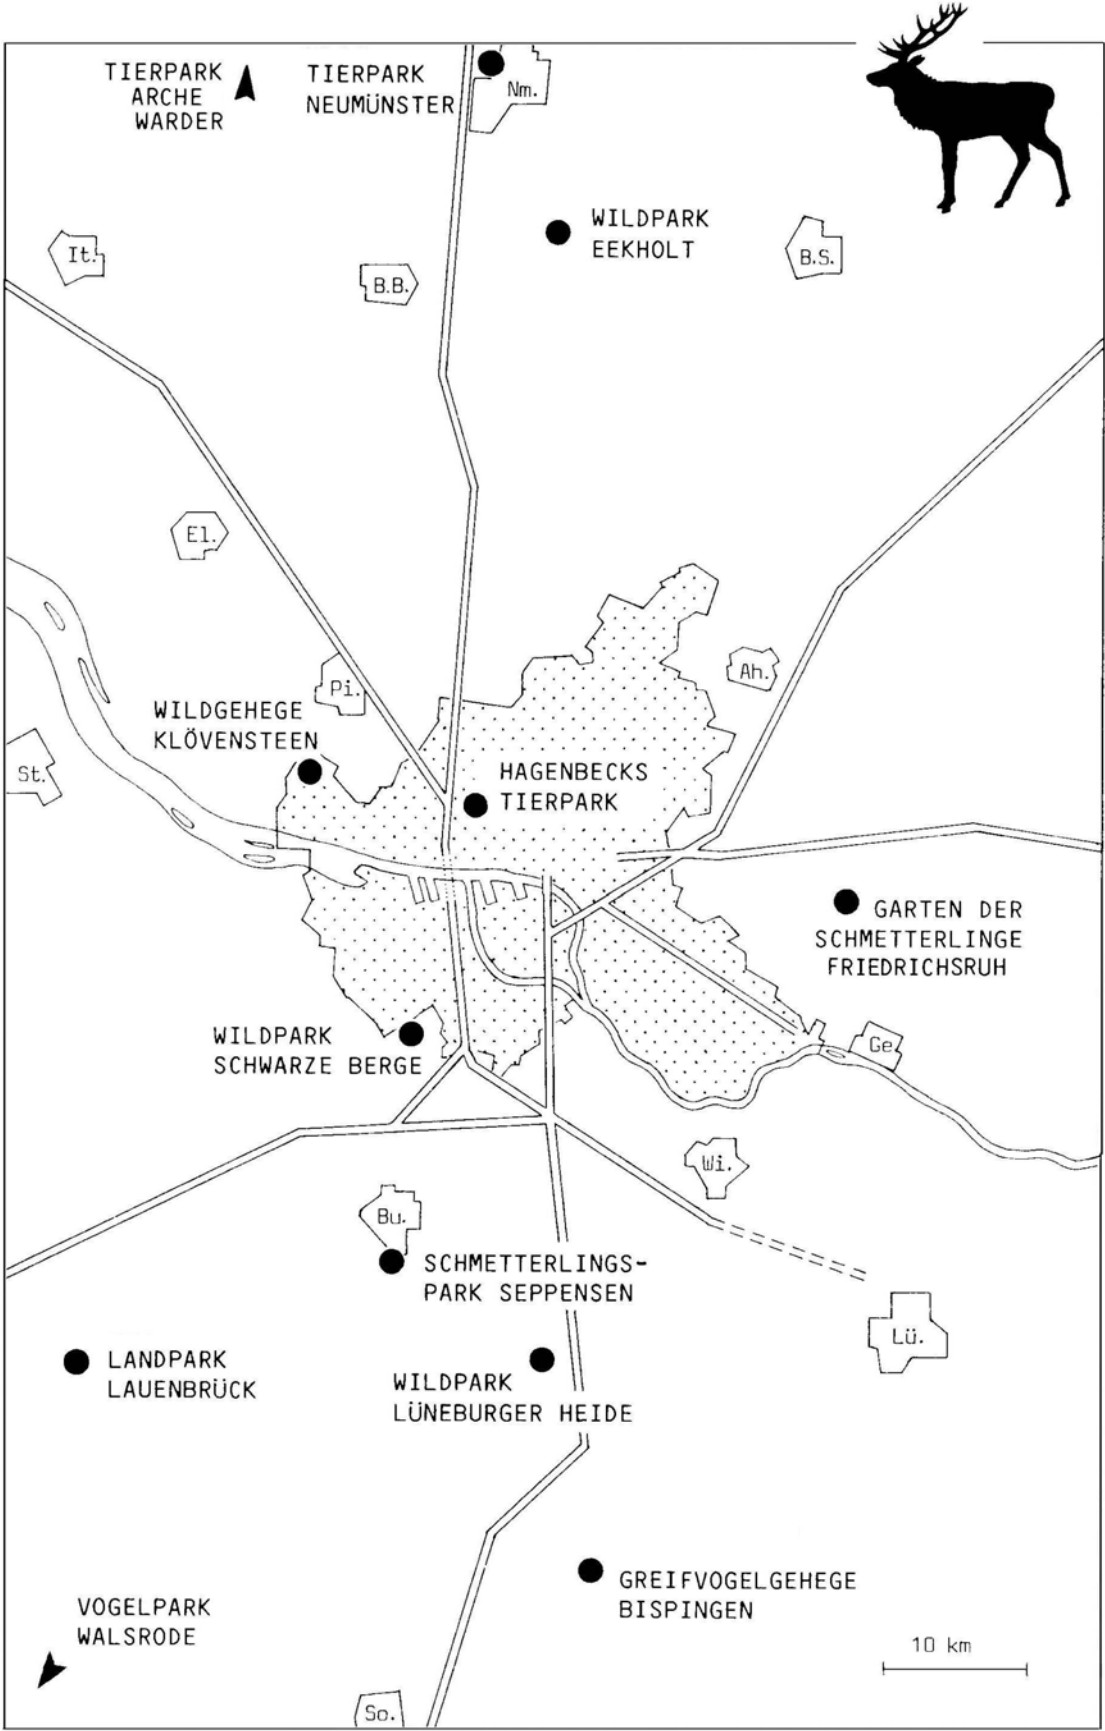 TIERPARK
ARCHE
WARDER
TIERPARK
NEUMÜNSTER
Nm.
WILDPARK
EEKHOLT
It.
B.B.
B.S.
El.
Pi.
Ah.
WILDGEHEGE
KLÖVENSTEEN
St.
HAGENBECKS
TIERPARK
GARTEN DER
SCHMETTERLINGE
FRIEDRICHSRUH
WILDPARK
SCHWARZE BERGE
Ge.
Wi.
Bu.
SCHMETTERLINGS-
PARK SEPPENSEN
Lü.
LANDPARK
LAUENBRÜCK
WILDPARK
LÜNEBURGER HEIDE
GREIFVOGELGEHEGE
BISPINGEN
VOGELPARK
WALSRODE
10 km
So.